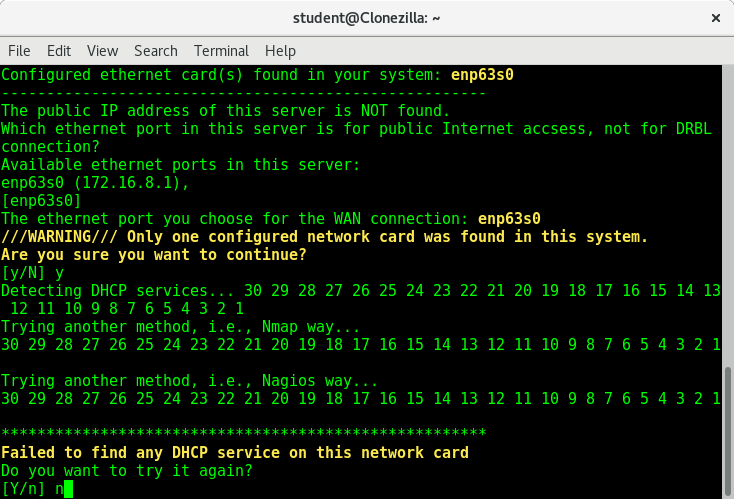 student@Clonezilla: ~
File Edit View Search Terminal Help
Configured ethernet card(s) found in your system: enp63s0
------------------------------------------------------
The public IP address of this server is NOT found.
Which ethernet port in this server is for public Internet accsess, not for DRBL
connection?
Available ethernet ports in this server:
enp63s0 (172.16.8.1),
[enp63s0]
The ethernet port you choose for the WAN connection: enp63s0
///WARNING/// Only one configured network card was found in this system.
Are you sure you want to continue?
[y/N] y
Detecting DHCP services... 30 29 28 27 26 25 24 23 22 21 20 19 18 17 16 15 14 13
12 11 10 9 8 7 6 5 4 3 2 1
Trying another method, i.e., Nmap way...
30 29 28 27 26 25 24 23 22 21 20 19 18 17 16 15 14 13 12 11 10 9 8 7 6 5 4 3 2 1
Trying another method, i.e., Nagios way...
30 29 28 27 26 25 24 23 22 21 20 19 18 17 16 15 14 13 12 11 10 9 8 7 6 5 4 3 2 1
******************************************************
Failed to find any DHCP service on this network card
Do you want to try it again?
[Y/n] n